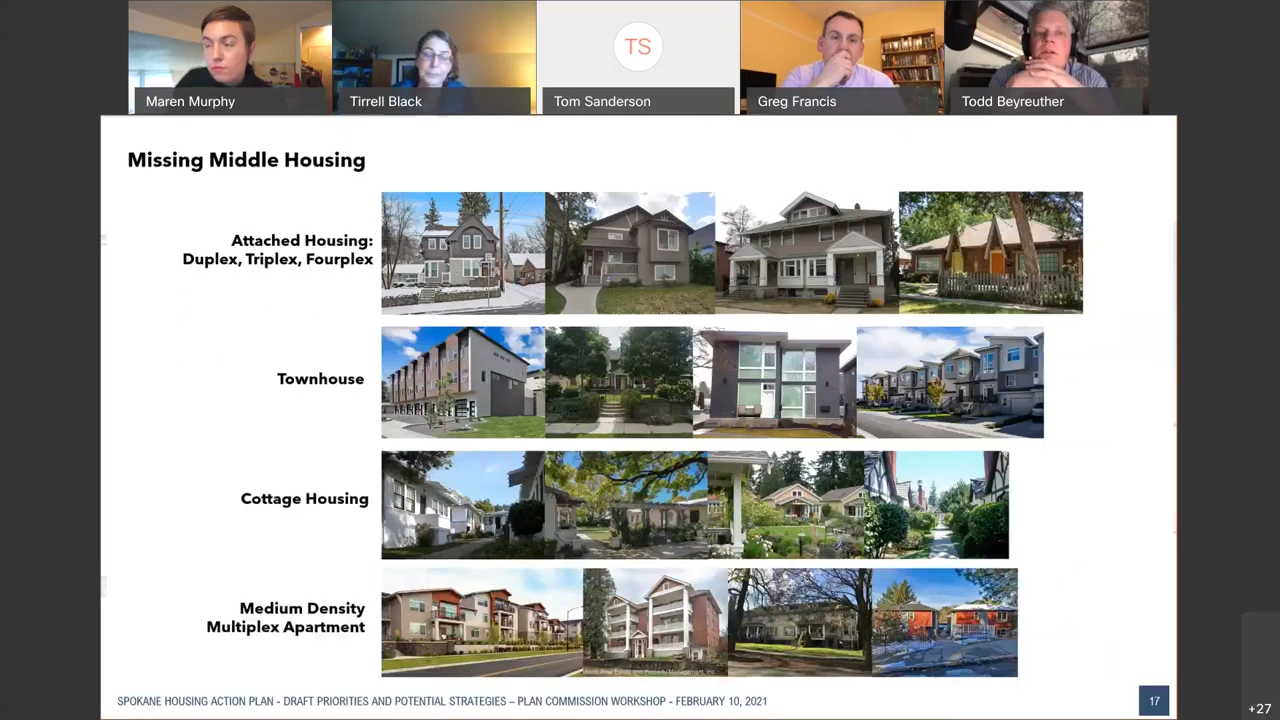 TS
Maren Murphy
Tirrell Black
Tom Sanderson
Greg Francis
Todd Beyreuther
Missing Middle Housing
Attached Housing:
Duplex, Triplex, Fourplex
Townhouse
Cottage Housing
Medium Density
Multiplex Apartment
SPOKANE HOUSING ACTION PLAN - DRAFT PRIORITIES AND POTENTIAL STRATEGIES – PLAN COMMISSION WORKSHOP - FEBRUARY 10, 2021
17
+27